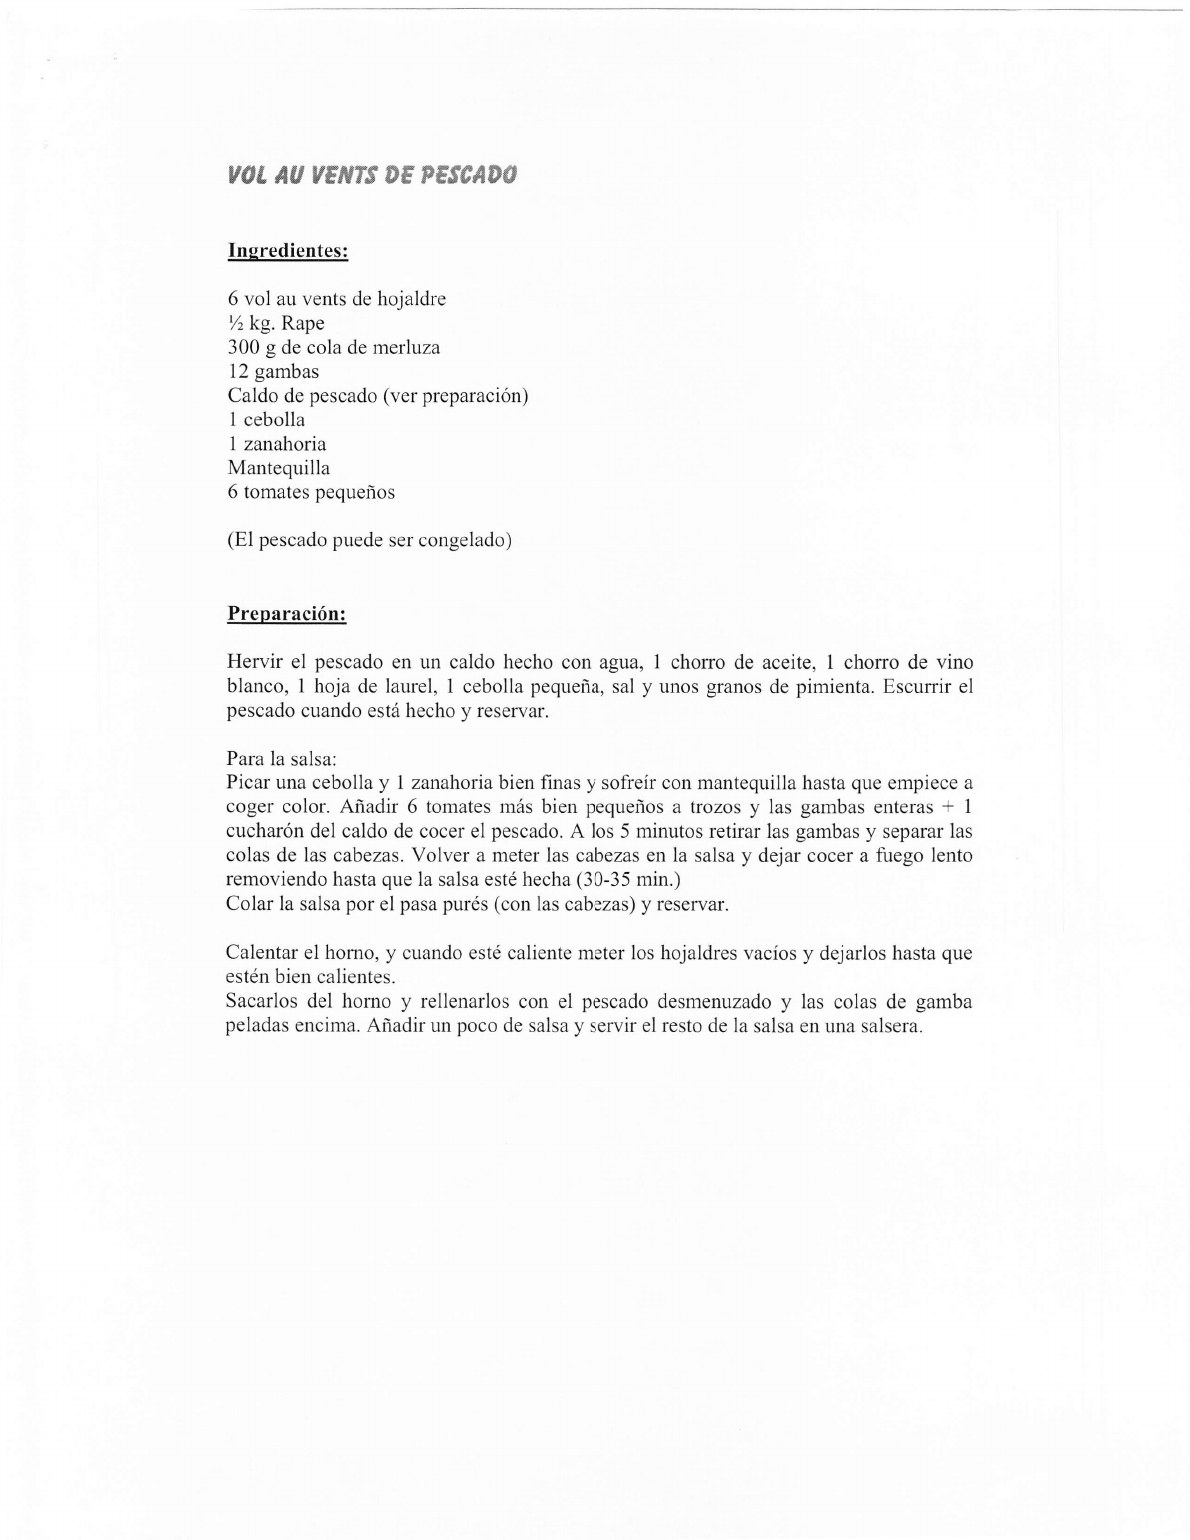 VOL AU VENTS DE PESCADO
Ingredientes:
6 vol au vents de hojaldre
½ kg. Rape
300 g de cola de merluza
12 gambas
Caldo de pescado (ver preparación)
1 cebolla
1 zanahoria
Mantequilla
6 tomates pequeños
(El pescado puede ser congelado)
Preparación:
Hervir el pescado en un caldo hecho con agua, 1 chorro de aceite, 1 chorro de vino
blanco, 1 hoja de laurel, 1 cebolla pequeña, sal y unos granos de pimienta. Escurrir el
pescado cuando está hecho y reservar.
Para la salsa:
Picar una cebolla y 1 zanahoria bien finas y sofreír con mantequilla hasta que empiece a
coger color. Añadir 6 tomates más bien pequeños a trozos y las gambas enteras + 1
cucharón del caldo de cocer el pescado. A los 5 minutos retirar las gambas y separar las
colas de las cabezas. Volver a meter las cabezas en la salsa y dejar cocer a fuego lento
removiendo hasta que la salsa esté hecha (30-35 min.)
Colar la salsa por el pasa purés (con las cabezas) y reservar.
Calentar el horno, y cuando esté caliente meter los hojaldres vacíos y dejarlos hasta que
estén bien calientes.
Sacarlos del horno y rellenarlos con el pescado desmenuzado y las colas de gamba
peladas encima. Añadir un poco de salsa y servir el resto de la salsa en una salsera.